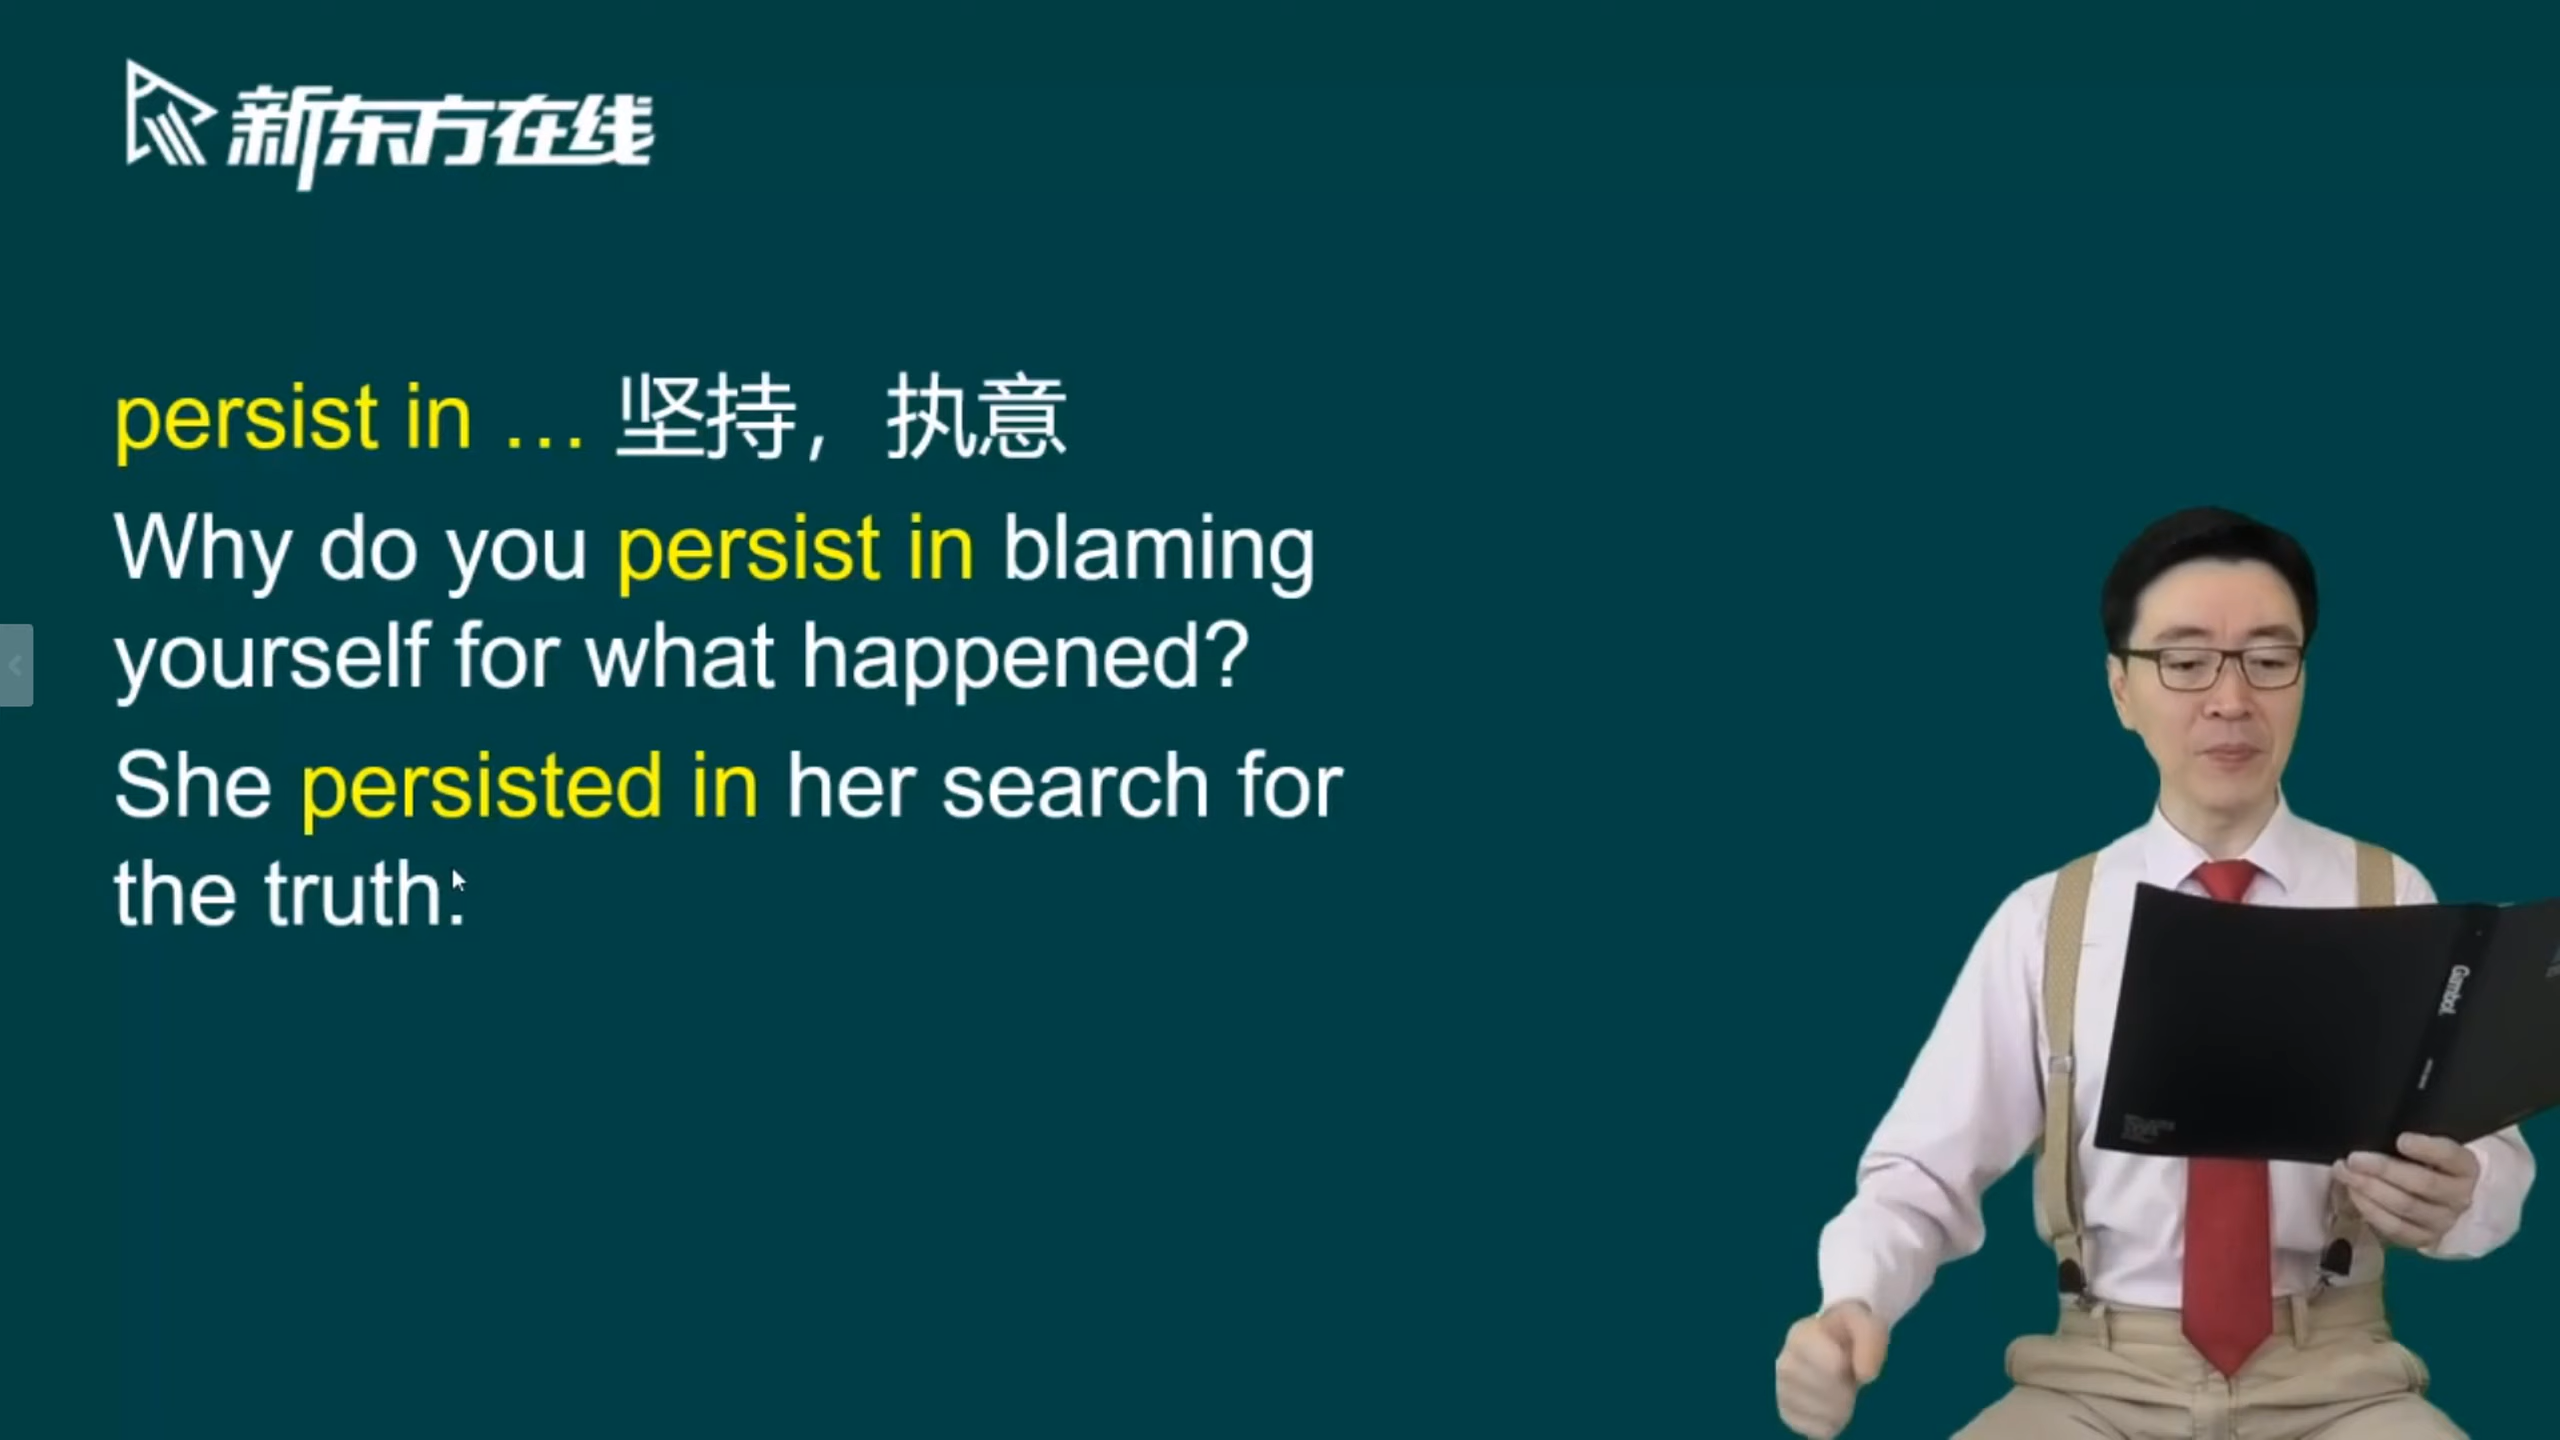 新东方在线
persist in … 坚持，执意
Why do you persist in blaming
yourself for what happened?
She persisted in her search for
the truth.
Gambol